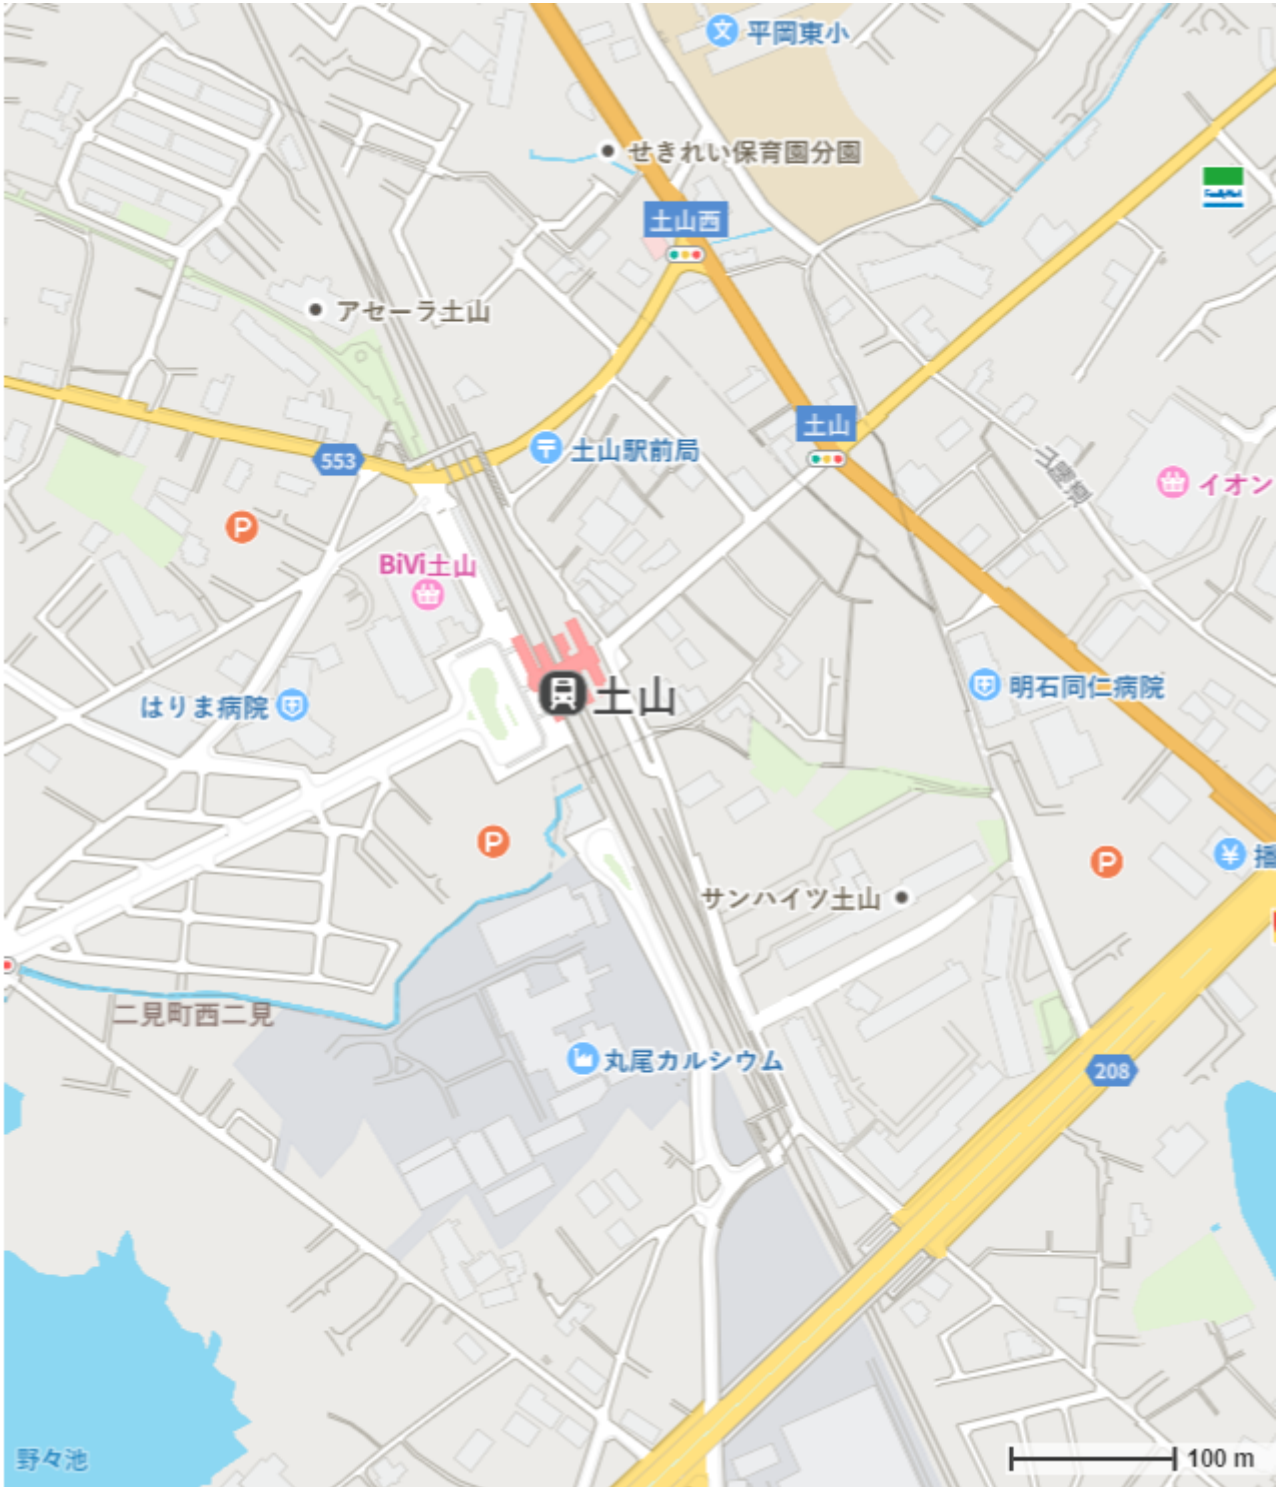 平岡東小
せきれい保育園分園
FamilyMart
土山西
アセーラ土山
土山
553
土山駅前局
イオン
BiVi土山
土山
はりま病院
明石同仁病院
P
P
P
播
サンハイツ土山
二見町西二見
丸尾カルシウム
208
野々池
100 m